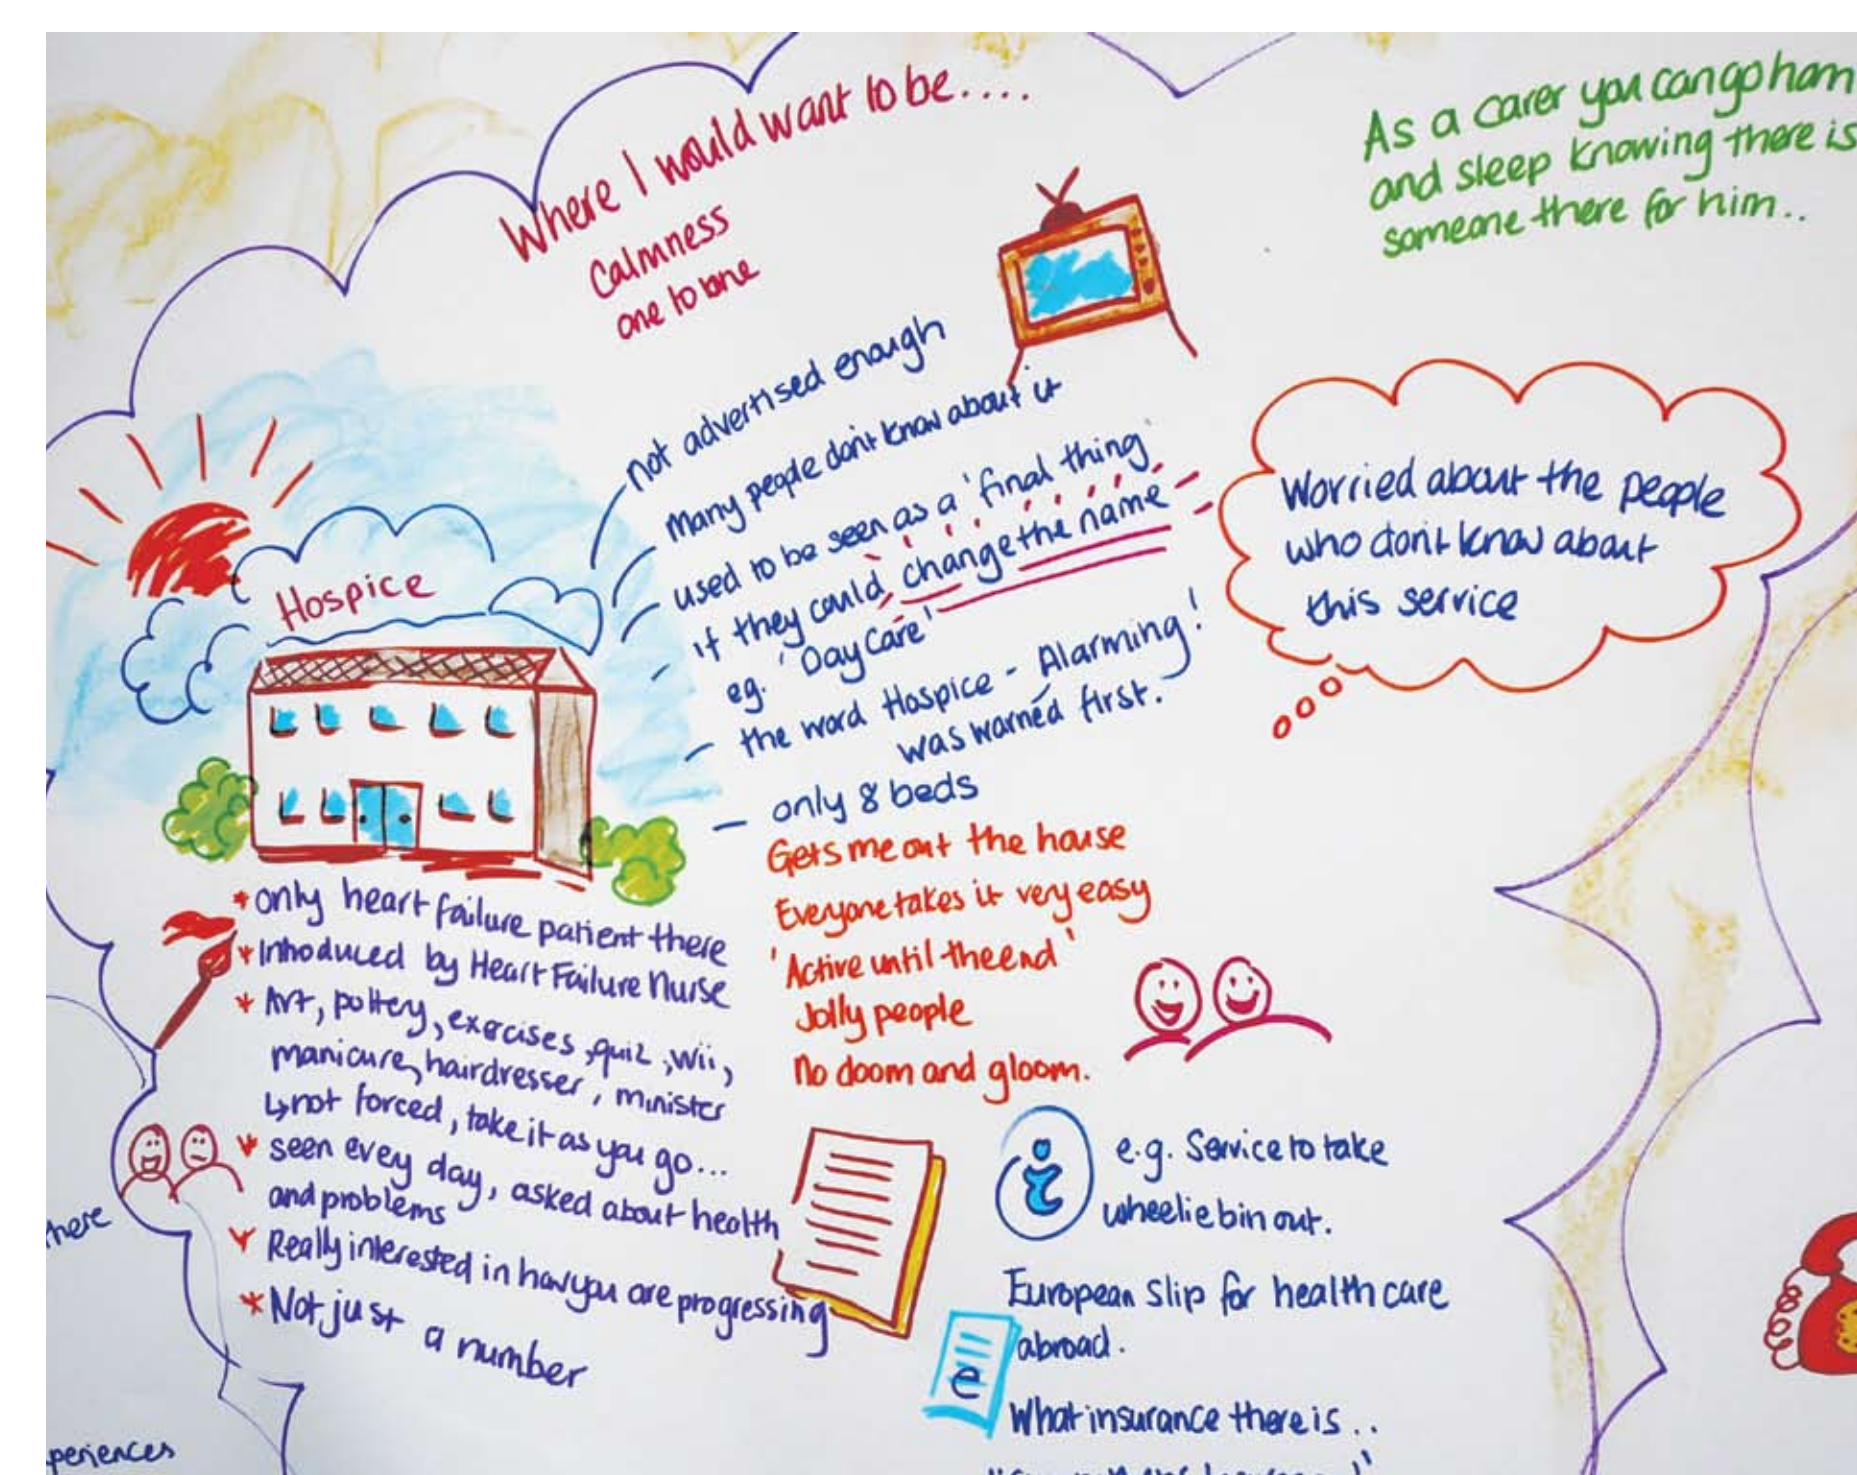 Where I would want to be....
Calmness
one to one
As a carer you can go hom
and sleep knowing there is
someone there for him..
not advertised enough
Many people don't know about it
used to be seen as a 'final thing'
if they could, change the name
eg. 'Day Care'
the word Hospice - Alarming!
was warned first.
only 8 beds
Worried about the people
who don't know about
this service
Hospice
Gets me out the house
Everyone takes it very easy
'Active until the end'
Jolly people
No doom and gloom.
* only heart failure patient there
* Introduced by Heart Failure Nurse
* Art, pottery, exercises, quiz, wii,
manicure, hairdresser, minister
↳ not forced, take it as you go...
* seen every day, asked about health
and problems
* Really interested in how you are progressing
* Not just a number
i
e.g. Service to take
wheelie bin out.
European slip for health care
abroad.
e
What insurance there is..
here
periences